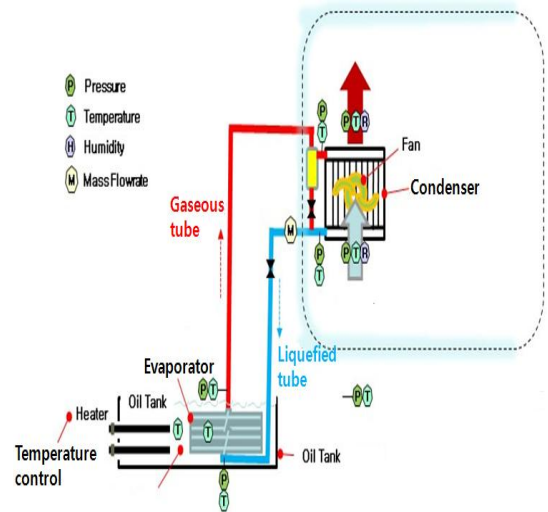 P Pressure
T Temperature
H Humidity
M Mass Flowrate
P
T
P T H
Fan
Condenser
Gaseous
tube
M
P
T
P T H
Liquefied
tube
Evaporator
P T
P T
Heater
Oil Tank
T
T
Temperature
control
Oil Tank
P
T